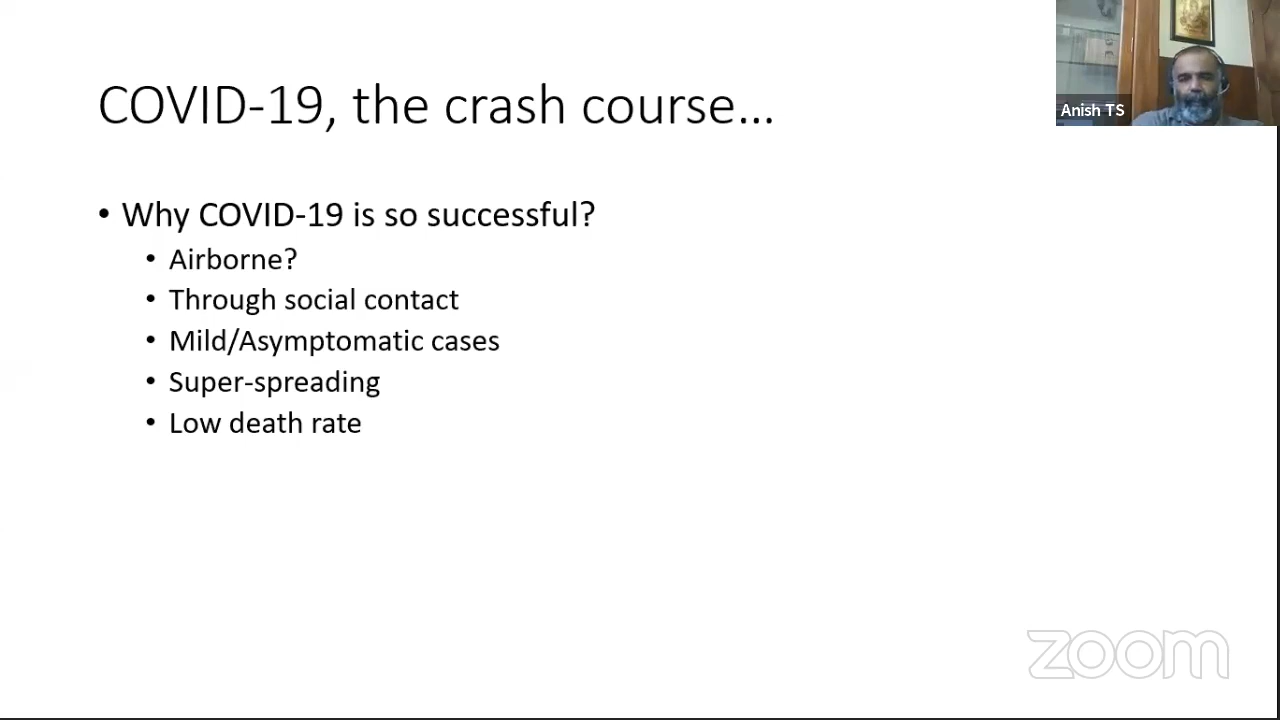 COVID-19, the crash course...
• Why COVID-19 is so successful?
• Airborne?
• Through social contact
• Mild/Asymptomatic cases
• Super-spreading
• Low death rate
Anish TS
zoom